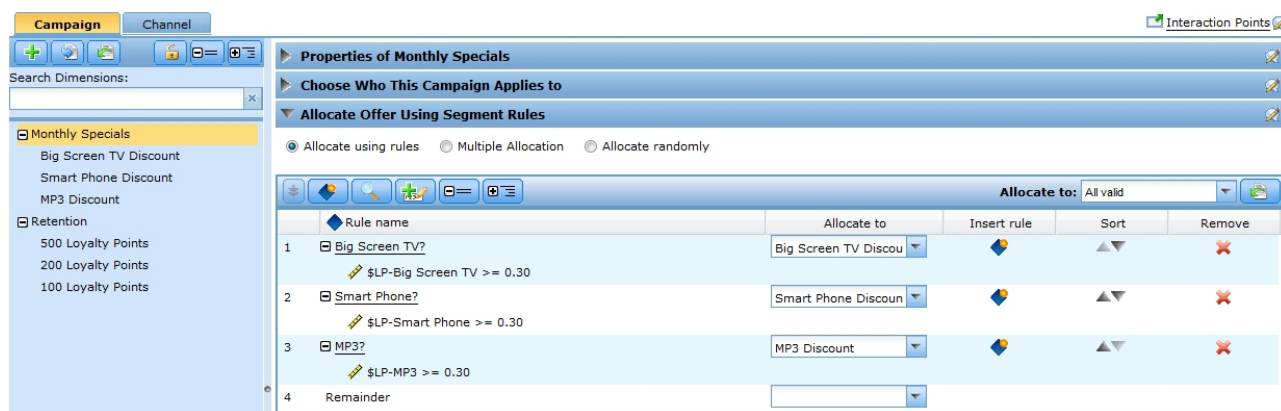 Campaign Channel Interaction Points
Search Dimensions:
Monthly Specials
Big Screen TV Discount
Smart Phone Discount
MP3 Discount
Retention
500 Loyalty Points
200 Loyalty Points
100 Loyalty Points
Properties of Monthly Specials
Choose Who This Campaign Applies to
Allocate Offer Using Segment Rules
Allocate using rules Multiple Allocation Allocate randomly
Allocate to: All valid
Rule name Allocate to Insert rule Sort Remove
1 Big Screen TV? Big Screen TV Discou
$LP-Big Screen TV >= 0.30
2 Smart Phone? Smart Phone Discoun
$LP-Smart Phone >= 0.30
3 MP3? MP3 Discount
$LP-MP3 >= 0.30
4 Remainder